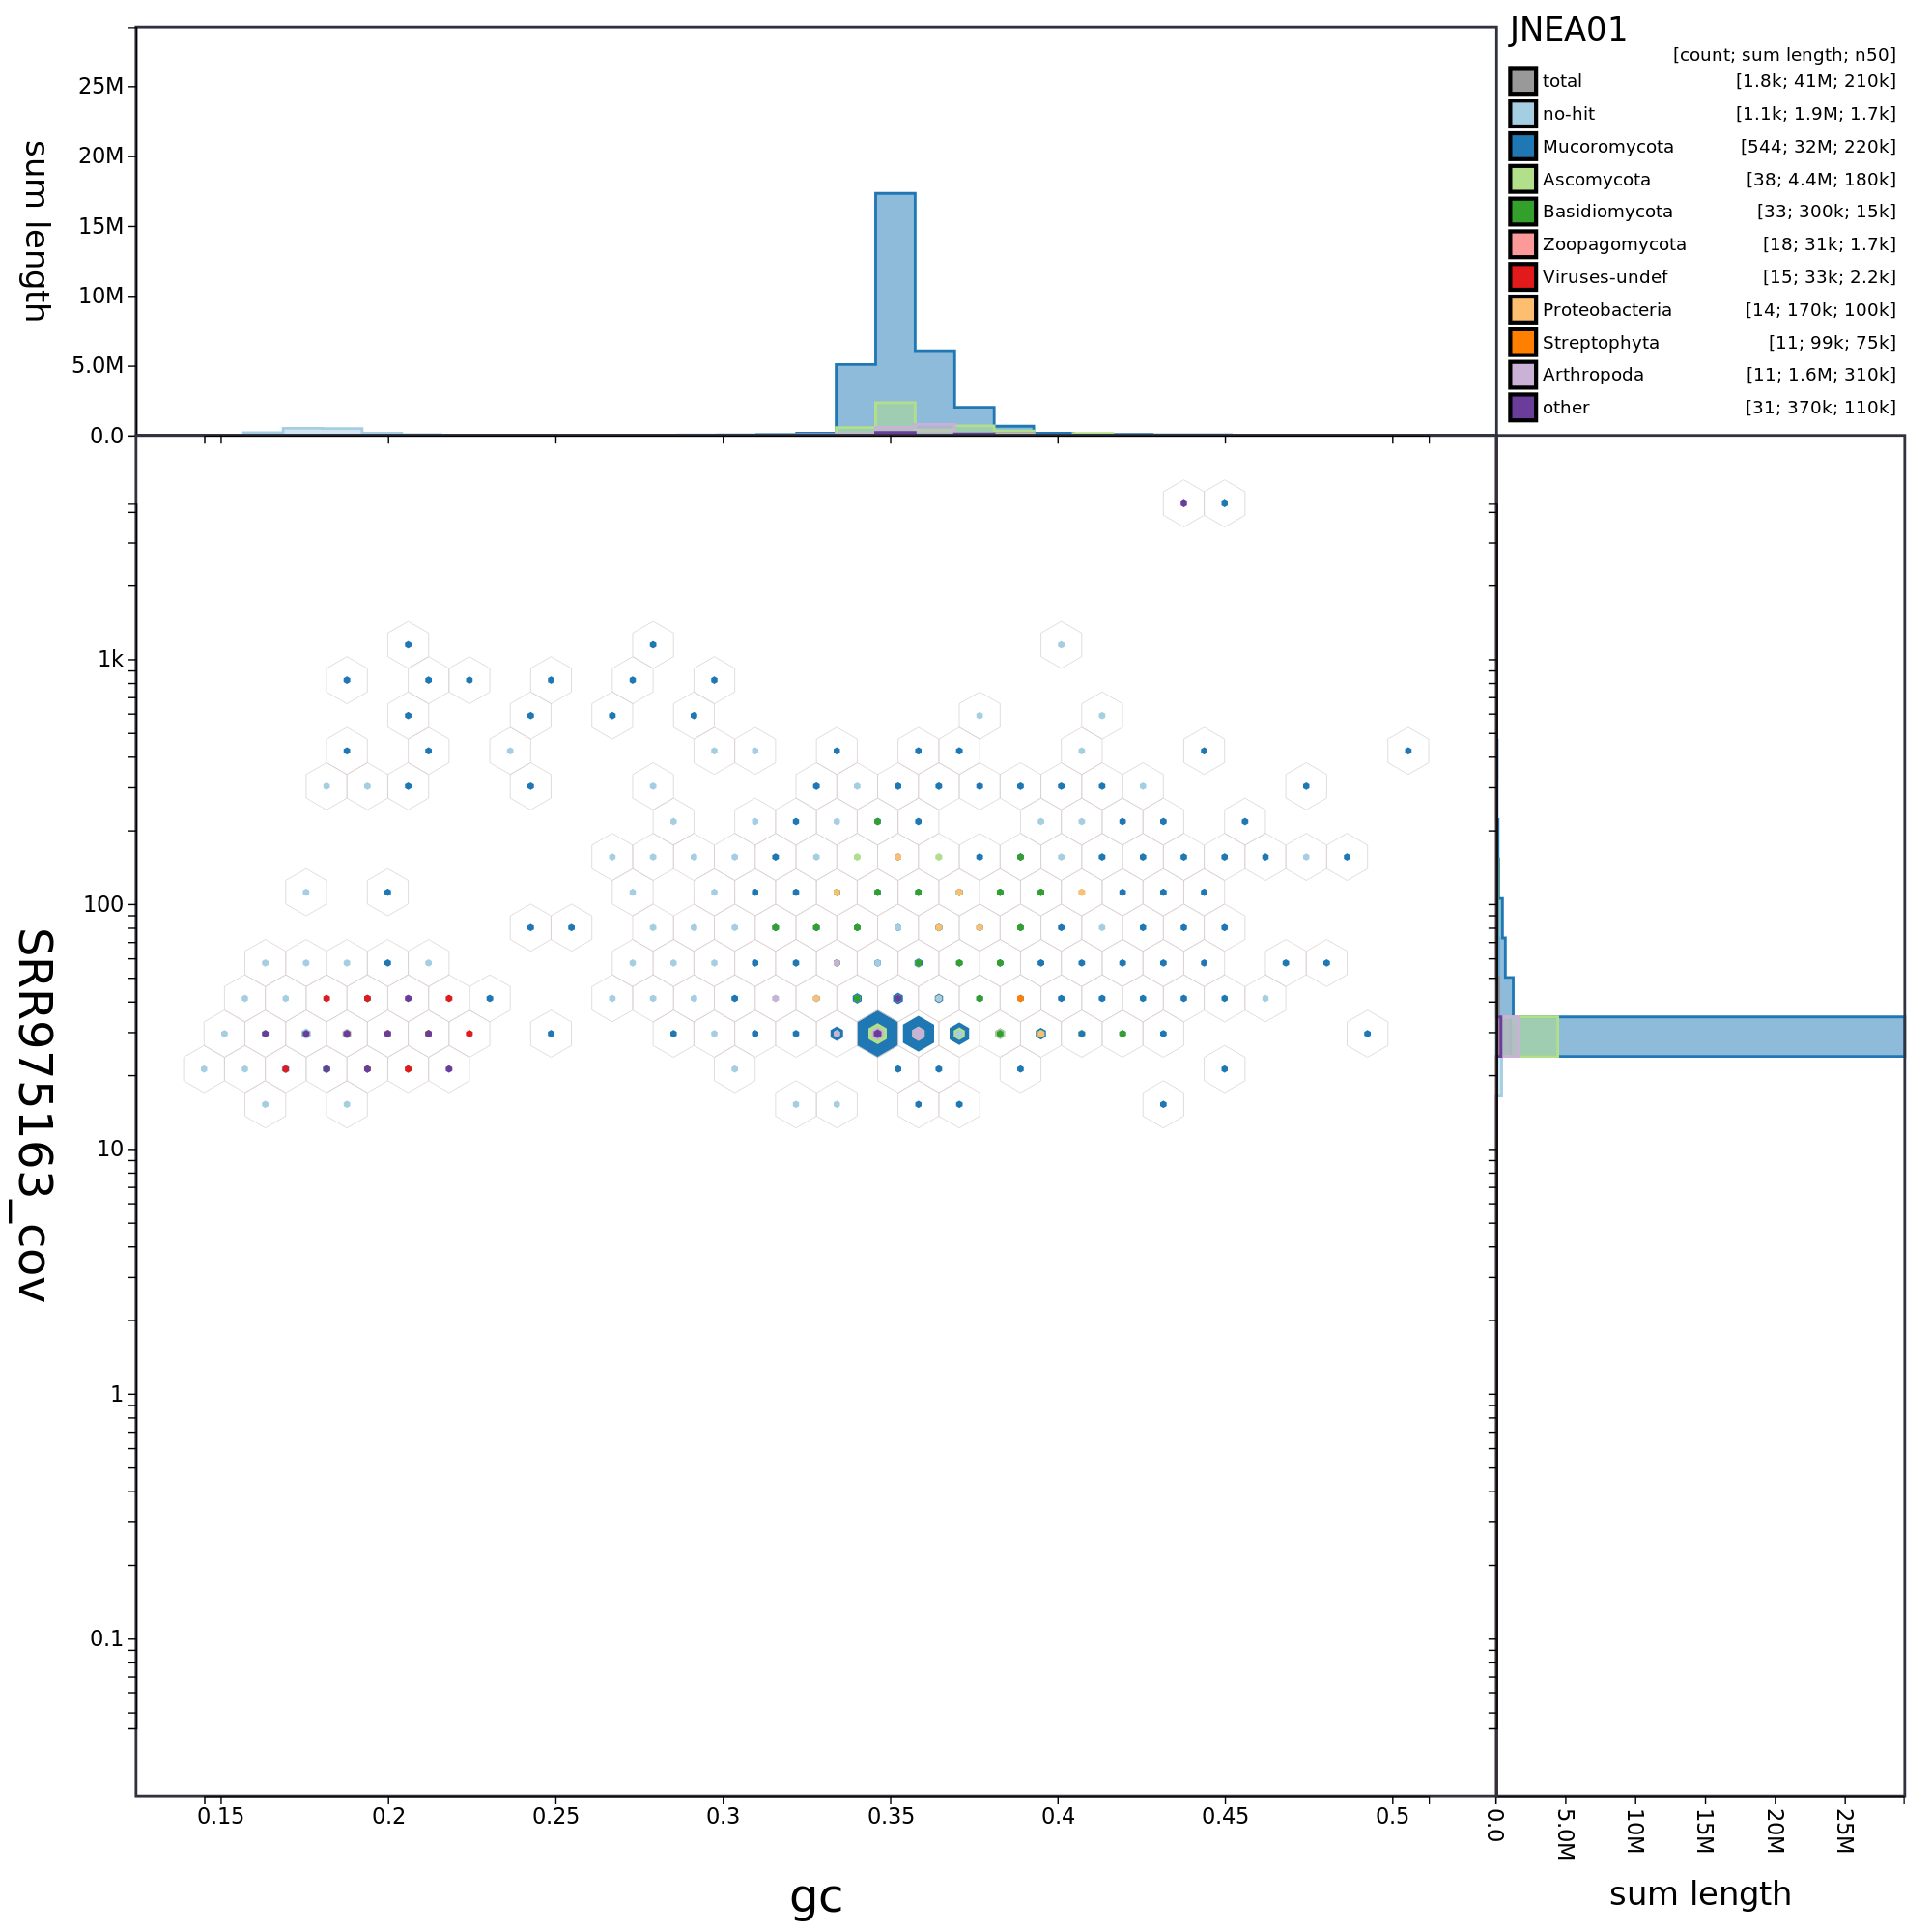 JNEA01
[count; sum length; n50]
total [1.8k; 41M; 210k]
no-hit [1.1k; 1.9M; 1.7k]
Mucoromycota [544; 32M; 220k]
Ascomycota [38; 4.4M; 180k]
Basidiomycota [33; 300k; 15k]
Zoopagomycota [18; 31k; 1.7k]
Viruses-undef [15; 33k; 2.2k]
Proteobacteria [14; 170k; 100k]
Streptophyta [11; 99k; 75k]
Arthropoda [11; 1.6M; 310k]
other [31; 370k; 110k]
sum length
25M
20M
15M
10M
5.0M
0.0
SRR975163_cov
1k
100
10
1
0.1
0.15 0.2 0.25 0.3 0.35 0.4 0.45 0.5
gc
0.0 5.0M 10M 15M 20M 25M
sum length